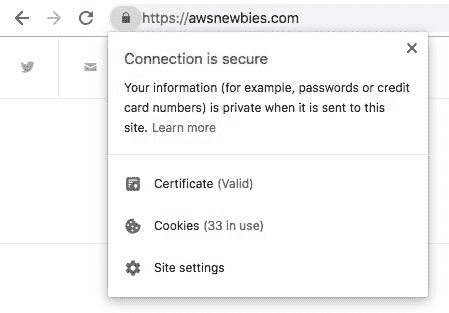 https://awsnewbies.com
Connection is secure
Your information (for example, passwords or credit
card numbers) is private when it is sent to this
site. Learn more
Certificate (Valid)
Cookies (33 in use)
Site settings